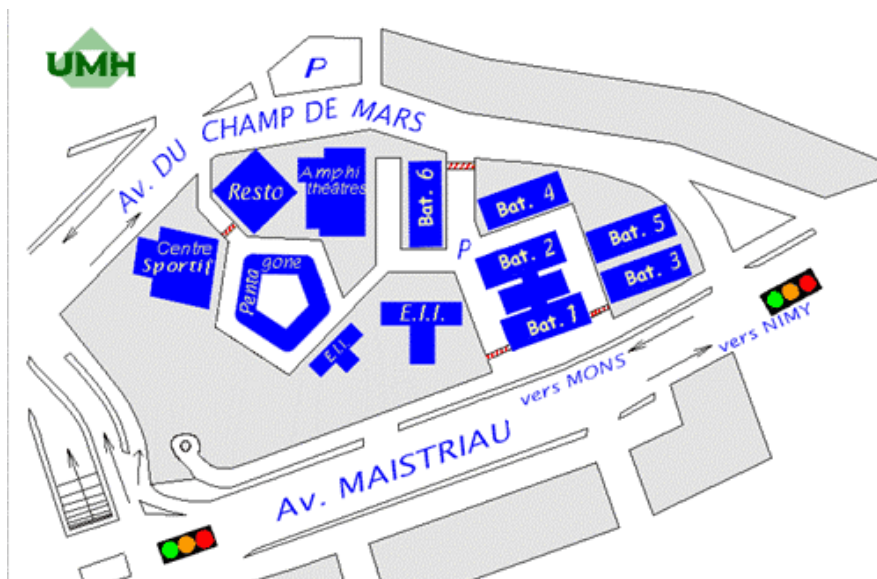 UMH
P
Av. DU CHAMP DE MARS
Resto
Amphi
théâtres
Bat. 6
Bat. 4
Centre
Sportif
Penta
gone
P
Bat. 2
Bat. 5
Bat. 3
E.I.I.
E.I.I.
Bat. 1
vers MONS
vers NIMY
Av. MAISTRIAU